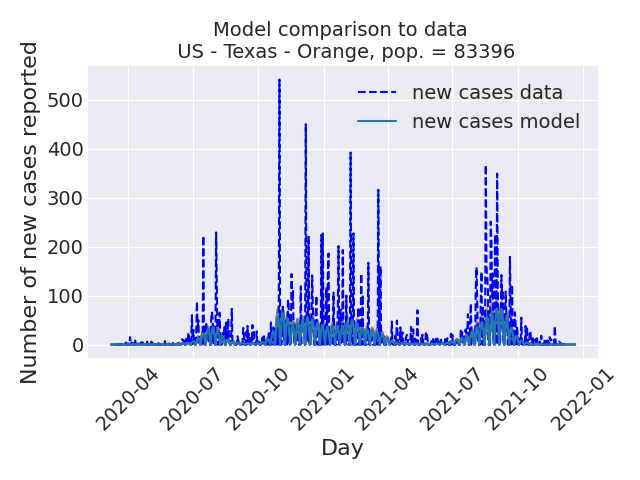 Model comparison to data
US - Texas - Orange, pop. = 83396
Number of new cases reported
500
400
300
200
100
0
new cases data
new cases model
2020-04
2020-07
2020-10
2021-01
2021-04
2021-07
2021-10
2022-01
Day